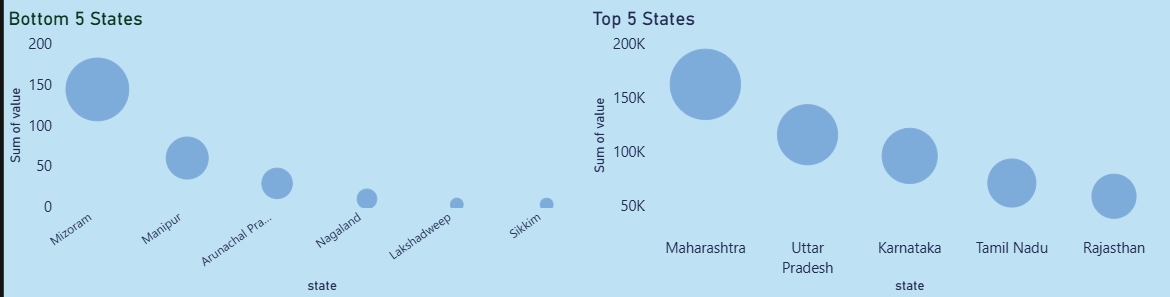 Bottom 5 States
200
150
100
50
0
Sum of value
Mizoram
Manipur
Arunachal Pra...
Nagaland
Lakshadweep
Sikkim
state
Top 5 States
200K
150K
100K
50K
Sum of value
Maharashtra
Uttar
Pradesh
Karnataka
Tamil Nadu
Rajasthan
state